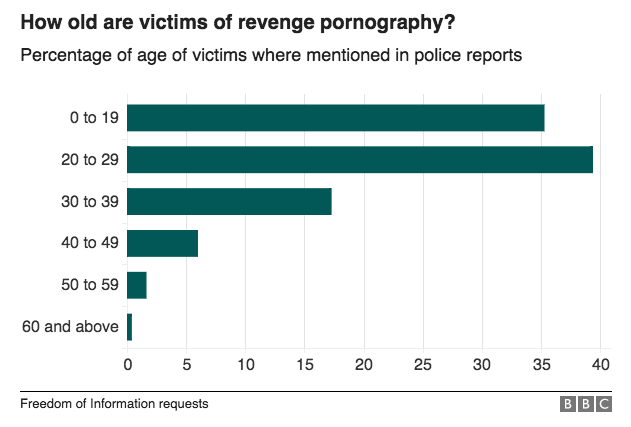 How old are victims of revenge pornography?
Percentage of age of victims where mentioned in police reports
0 to 19
20 to 29
30 to 39
40 to 49
50 to 59
60 and above
0 5 10 15 20 25 30 35 40
Freedom of Information requests BBC